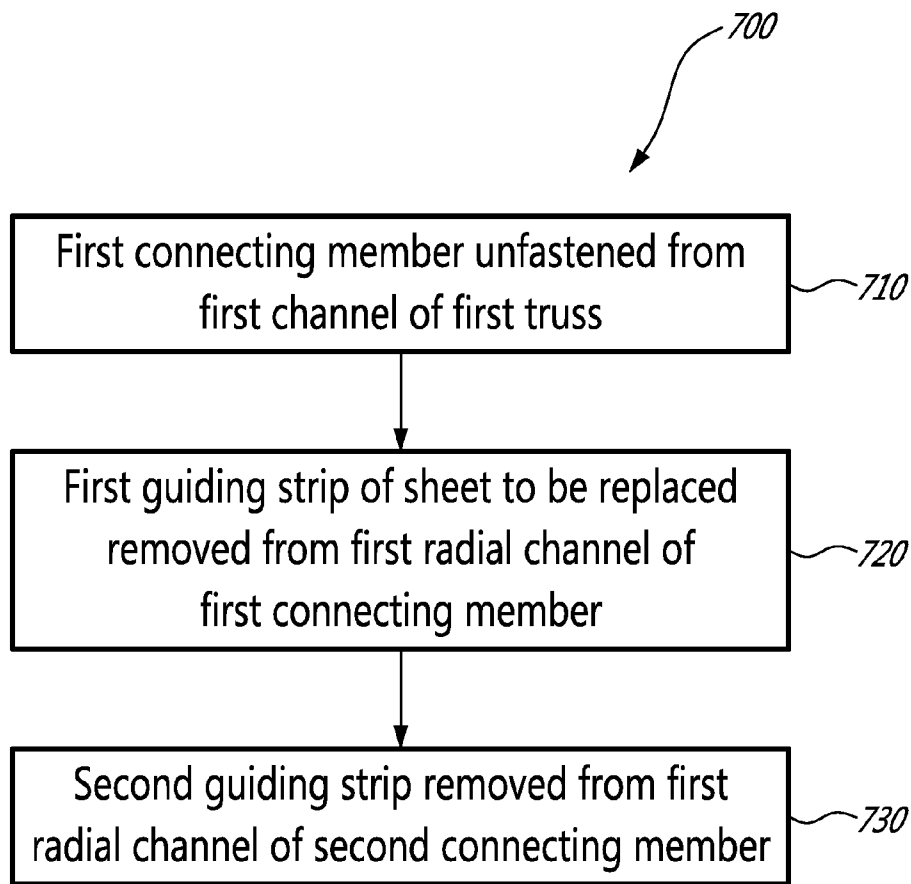 700
First connecting member unfastened from
first channel of first truss
710
First guiding strip of sheet to be replaced
removed from first radial channel of
first connecting member
720
Second guiding strip removed from first
radial channel of second connecting member
730